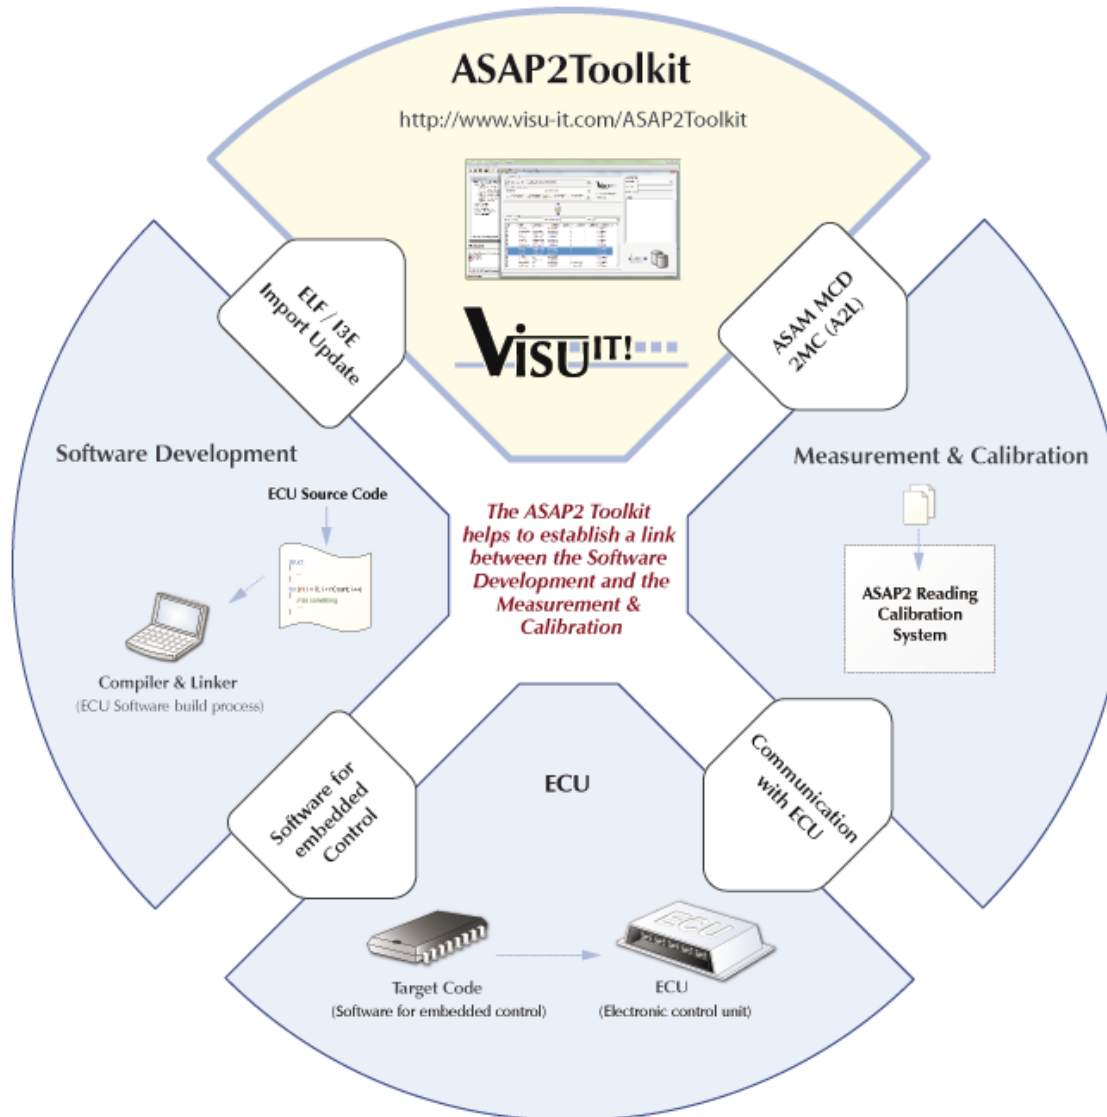 ASAP2Toolkit
http://www.visu-it.com/ASAP2Toolkit
VISUIT!
ELF / I3E
Import Update
ASAM MCD
2MC (A2L)
Software Development
ECU Source Code
Compiler & Linker
(ECU Software build process)
The ASAP2 Toolkit
helps to establish a link
between the Software
Development and the
Measurement &
Calibration
Measurement & Calibration
ASAP2 Reading
Calibration
System
Software for
embedded
Control
ECU
Communication
with ECU
ECU
Target Code
(Software for embedded control)
ECU
(Electronic control unit)